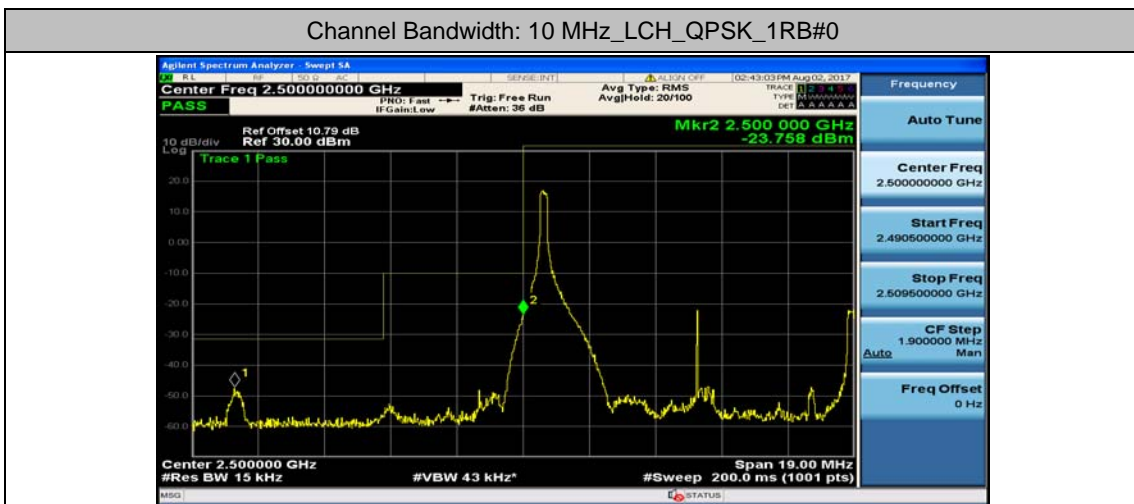 Channel Bandwidth: 10 MHz_LCH_QPSK_1RB#0
Agilent Spectrum Analyzer - Swept SA
RL RF 50 Ω AC SENSE:INT ALIGN OFF 02:43:03 PM Aug 02, 2017
Center Freq 2.500000000 GHz
PASS
PNO: Fast
IFGain:Low
Trig: Free Run
#Atten: 36 dB
Avg Type: RMS
Avg|Hold: 20/100
TRACE 1 2 3 4 5 6
TYPE M
DET A A A A A A
Mkr2 2.500 000 GHz
-23.758 dBm
Ref Offset 10.79 dB
10 dB/div Ref 30.00 dBm
Log
Trace 1 Pass
20.0
10.0
0.00
-10.0
-20.0
-30.0
-40.0
-50.0
-60.0
1
2
Center 2.500000 GHz Span 19.00 MHz
#Res BW 15 kHz #VBW 43 kHz* #Sweep 200.0 ms (1001 pts)
MSG STATUS
Frequency
Auto Tune
Center Freq
2.500000000 GHz
Start Freq
2.490500000 GHz
Stop Freq
2.509500000 GHz
CF Step
1.900000 MHz
Auto Man
Freq Offset
0 Hz